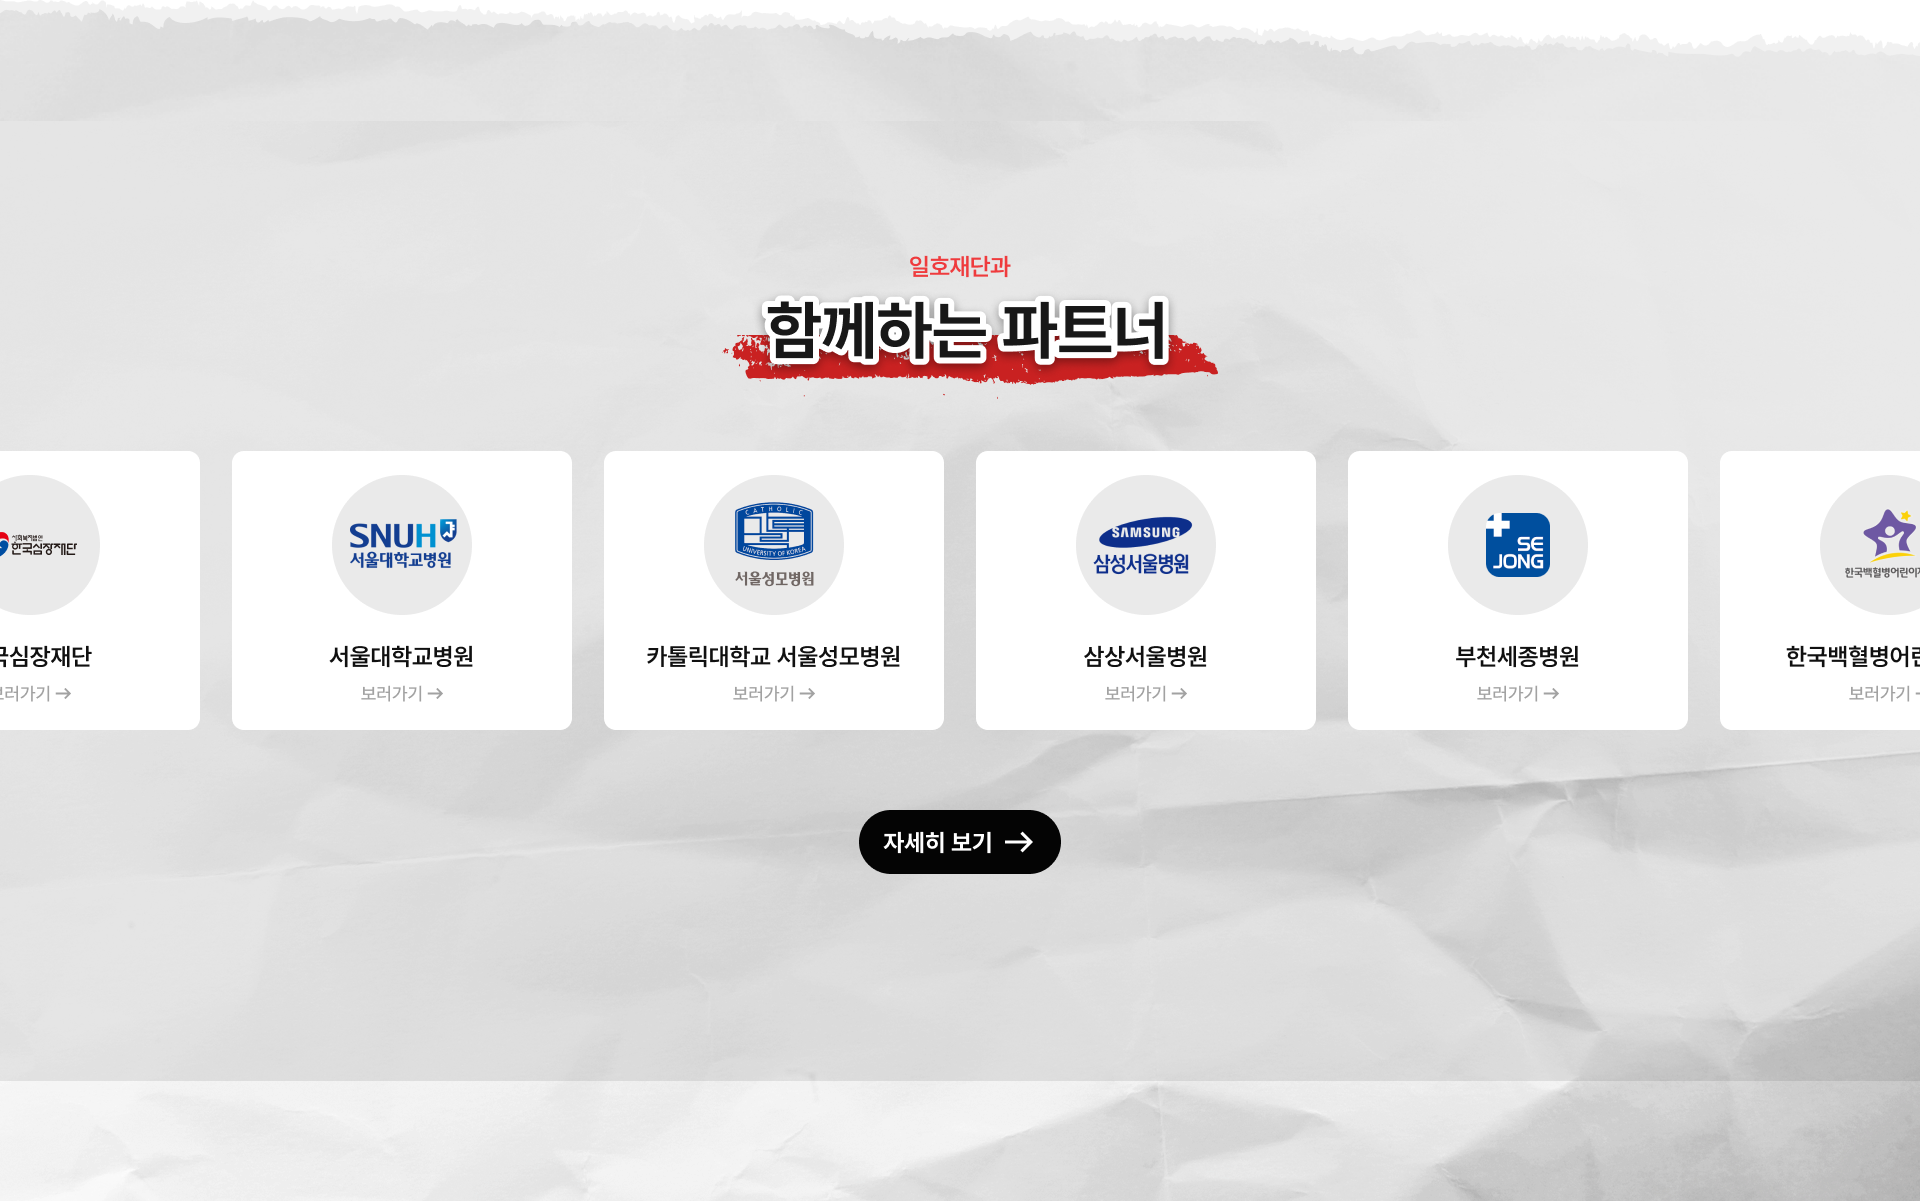 일호재단과
함께하는 파트너
한국심장재단
SNUH
서울대학교병원
CATHOLIC
UNIVERSITY OF KOREA
서울성모병원
SAMSUNG
삼성서울병원
SE
JONG
한국백혈병어린이
국심장재단
서울대학교병원
카톨릭대학교 서울성모병원
삼상서울병원
부천세종병원
한국백혈병어린
보러가기 →
보러가기 →
보러가기 →
보러가기 →
보러가기 →
보러가기
자세히 보기 →